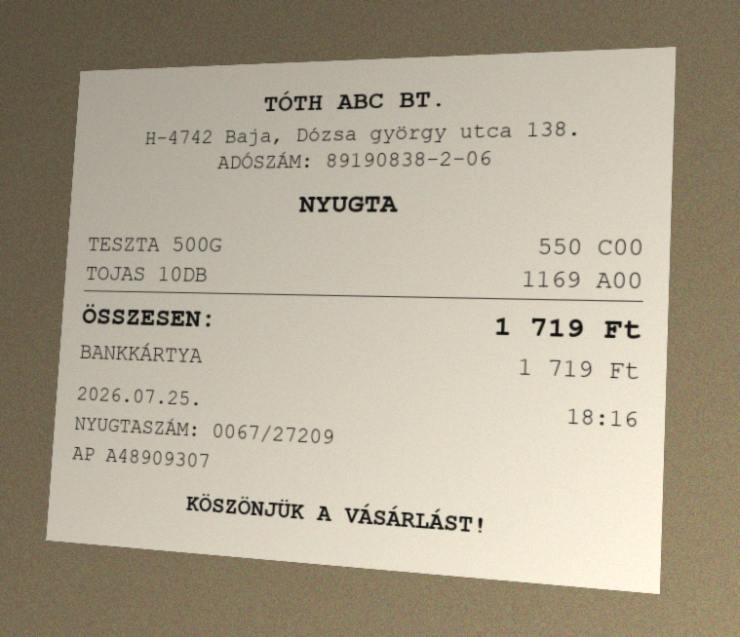 TÓTH ABC BT.
H-4742 Baja, Dózsa györgy utca 138.
ADÓSZÁM: 89190838-2-06
NYUGTA
TESZTA 500G 550 C00
TOJAS 10DB 1169 A00
ÖSSZESEN: 1 719 Ft
BANKKÁRTYA 1 719 Ft
2026.07.25. 18:16
NYUGTASZÁM: 0067/27209
AP A48909307
KÖSZÖNJÜK A VÁSÁRLÁST!